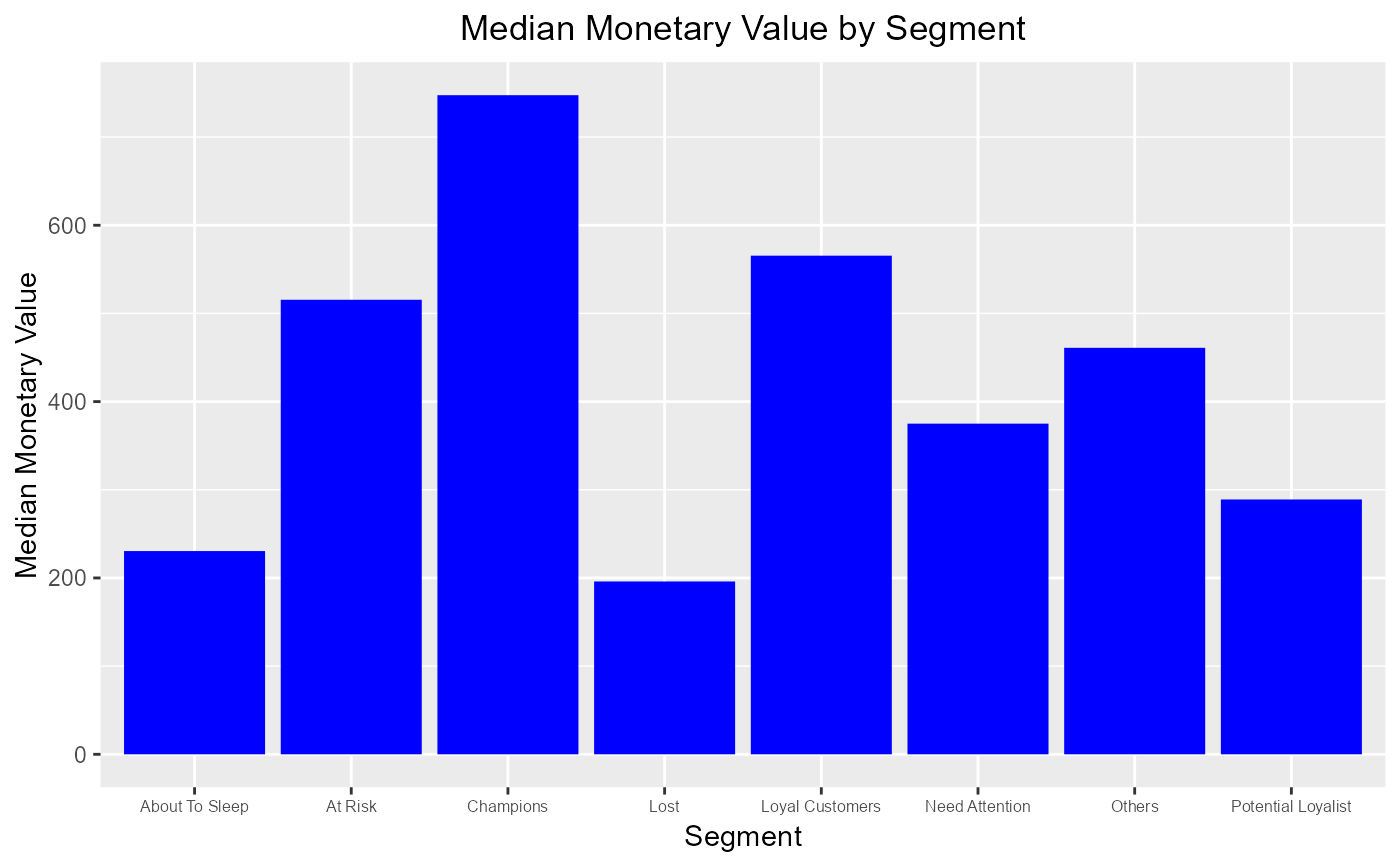 Median Monetary Value by Segment
Median Monetary Value
600
400
200
0
About To Sleep
At Risk
Champions
Lost
Loyal Customers
Need Attention
Others
Potential Loyalist
Segment